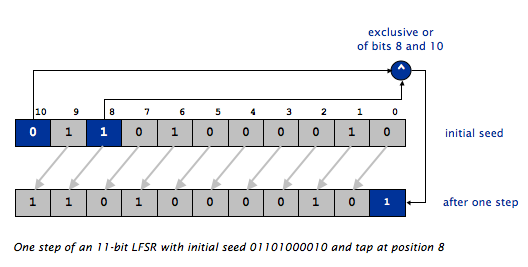 exclusive or
of bits 8 and 10
^
10 9 8 7 6 5 4 3 2 1 0
0 1 1 0 1 0 0 0 0 1 0 initial seed
1 1 0 1 0 0 0 0 1 0 1 after one step
One step of an 11-bit LFSR with initial seed 01101000010 and tap at position 8